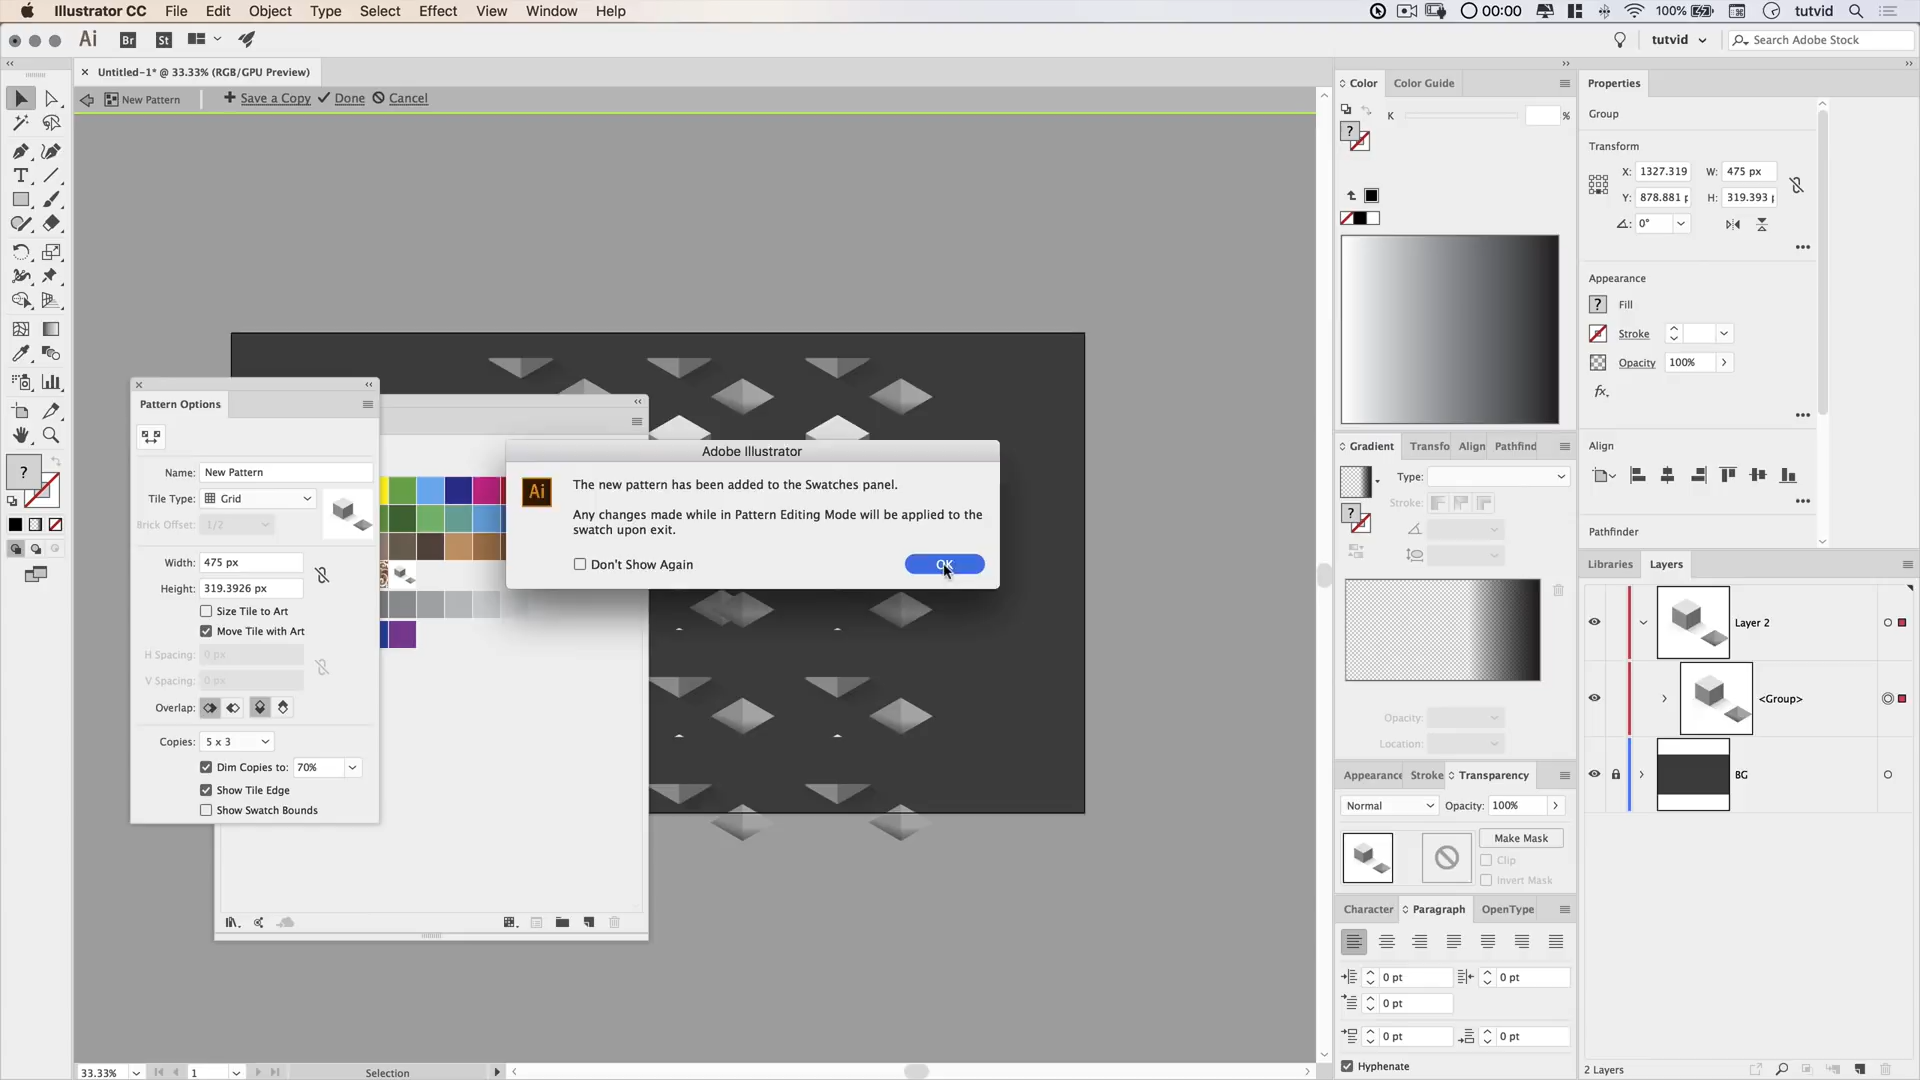 Illustrator CC File Edit Object Type Select Effect View Window Help
00:00 100% tutvid
Ai Br St tutvid Search Adobe Stock
Untitled-1* @ 33.33% (RGB/GPU Preview)
New Pattern + Save a Copy Done Cancel
Color Color Guide
K %
Properties
Group
Transform
X: 1327.319 W: 475 px
Y: 878.881 p H: 319.393 p
0°
Appearance
? Fill
Stroke
Opacity 100%
fx.
Align
Pathfinder
Pattern Options
Name: New Pattern
Tile Type: Grid
Brick Offset: 1/2
Width: 475 px
Height: 319.3926 px
Size Tile to Art
Move Tile with Art
H Spacing: 0 px
V Spacing: 0 px
Overlap:
Copies: 5 x 3
Dim Copies to: 70%
Show Tile Edge
Show Swatch Bounds
Adobe Illustrator
Ai
The new pattern has been added to the Swatches panel.
Any changes made while in Pattern Editing Mode will be applied to the
swatch upon exit.
Don't Show Again
OK
Gradient Transfo Align Pathfind
Type:
Stroke:
Opacity:
Location:
Appearance Stroke Transparency
Normal Opacity: 100%
Make Mask
Clip
Invert Mask
Character Paragraph OpenType
0 pt 0 pt
0 pt
0 pt 0 pt
Hyphenate
Libraries Layers
Layer 2
<Group>
BG
2 Layers
33.33% 1 Selection